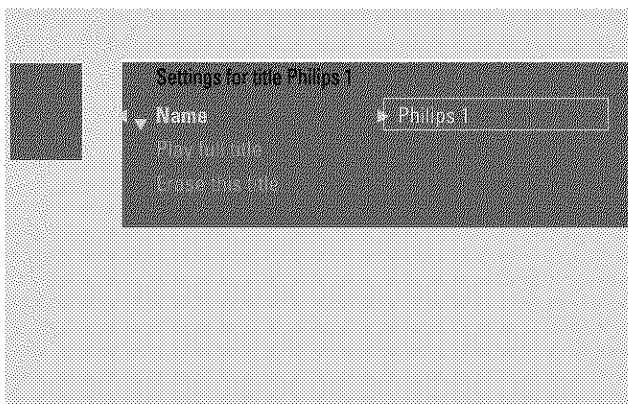 Settings for title Philips 1
Name Philips 1
Play full title
Erase this title